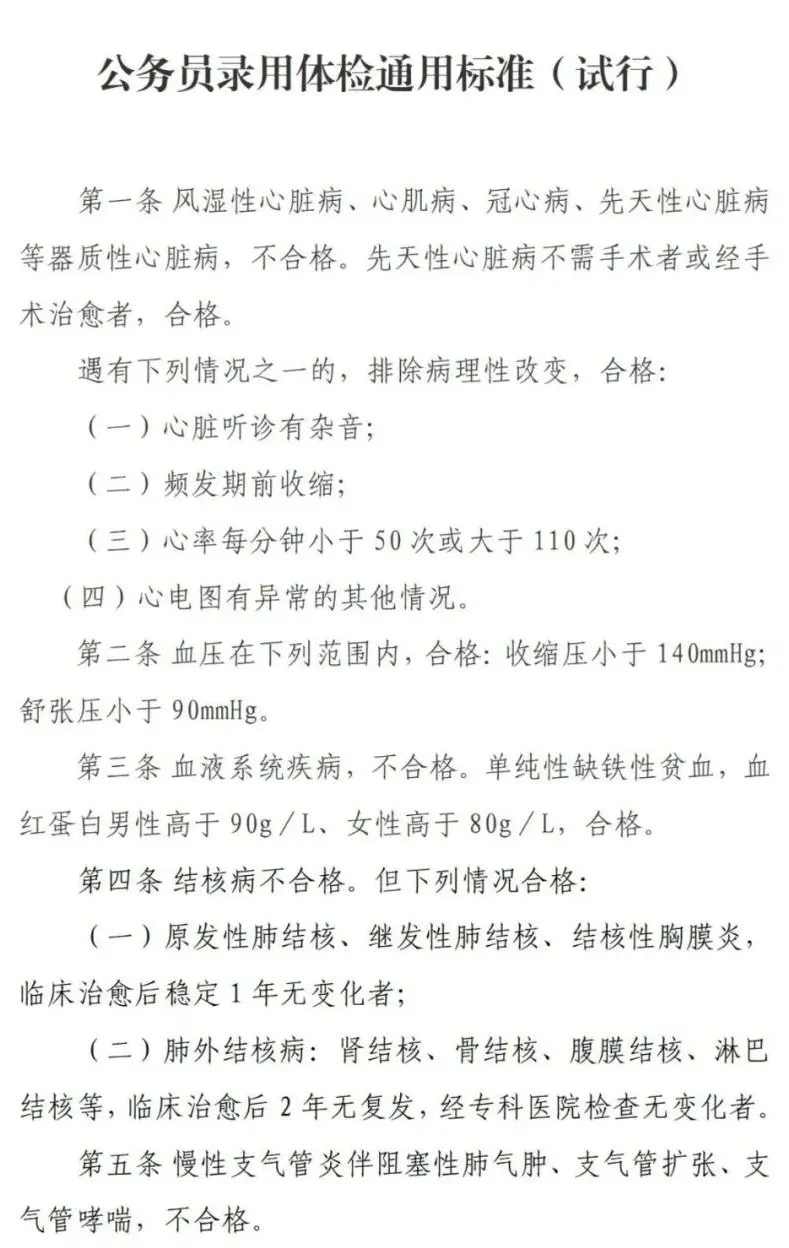 公务员录用体检通用标准（试行）
第一条 风湿性心脏病、心肌病、冠心病、先天性心脏病
等器质性心脏病，不合格。先天性心脏病不需手术者或经手
术治愈者，合格。
遇有下列情况之一的，排除病理性改变，合格：
（一）心脏听诊有杂音；
（二）频发期前收缩；
（三）心率每分钟小于 50 次或大于 110 次；
（四）心电图有异常的其他情况。
第二条 血压在下列范围内，合格：收缩压小于 140mmHg；
舒张压小于 90mmHg。
第三条 血液系统疾病，不合格。单纯性缺铁性贫血，血
红蛋白男性高于 90g／L、女性高于 80g／L，合格。
第四条 结核病不合格。但下列情况合格：
（一）原发性肺结核、继发性肺结核、结核性胸膜炎，
临床治愈后稳定 1 年无变化者；
（二）肺外结核病：肾结核、骨结核、腹膜结核、淋巴
结核等，临床治愈后 2 年无复发，经专科医院检查无变化者。
第五条 慢性支气管炎伴阻塞性肺气肿、支气管扩张、支
气管哮喘，不合格。